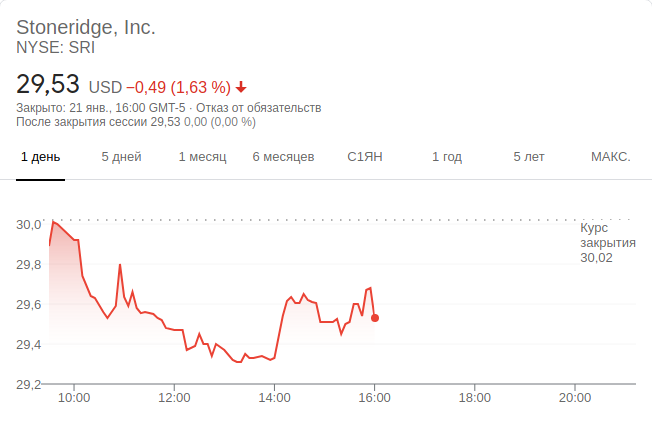 Stoneridge, Inc.
NYSE: SRI
29,53 USD −0,49 (1,63 %)
Закрыто: 21 янв., 16:00 GMT-5 · Отказ от обязательств
После закрытия сессии 29,53 0,00 (0,00 %)
1 день 5 дней 1 месяц 6 месяцев С1ЯН 1 год 5 лет МАКС.
30,0
29,8
29,6
29,4
29,2
Курс
закрытия
30,02
10:00 12:00 14:00 16:00 18:00 20:00